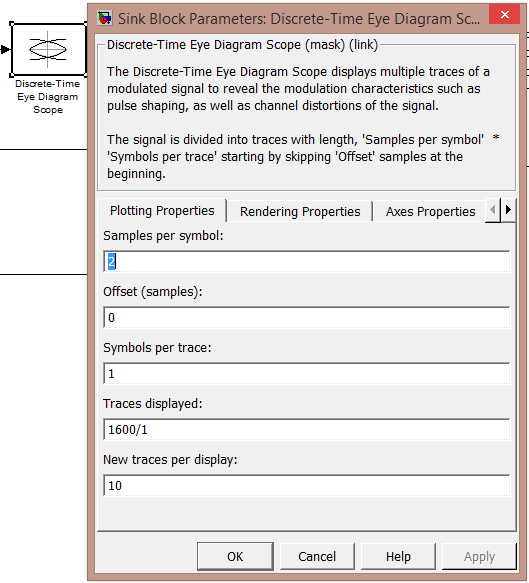 Sink Block Parameters: Discrete-Time Eye Diagram Sc...
Discrete-Time
Eye Diagram
Scope
Discrete-Time Eye Diagram Scope (mask) (link)
The Discrete-Time Eye Diagram Scope displays multiple traces of a
modulated signal to reveal the modulation characteristics such as
pulse shaping, as well as channel distortions of the signal.
The signal is divided into traces with length, 'Samples per symbol' *
'Symbols per trace' starting by skipping 'Offset' samples at the
beginning.
Plotting Properties Rendering Properties Axes Properties
Samples per symbol:
2
Offset (samples):
0
Symbols per trace:
1
Traces displayed:
1600/1
New traces per display:
10
OK Cancel Help Apply